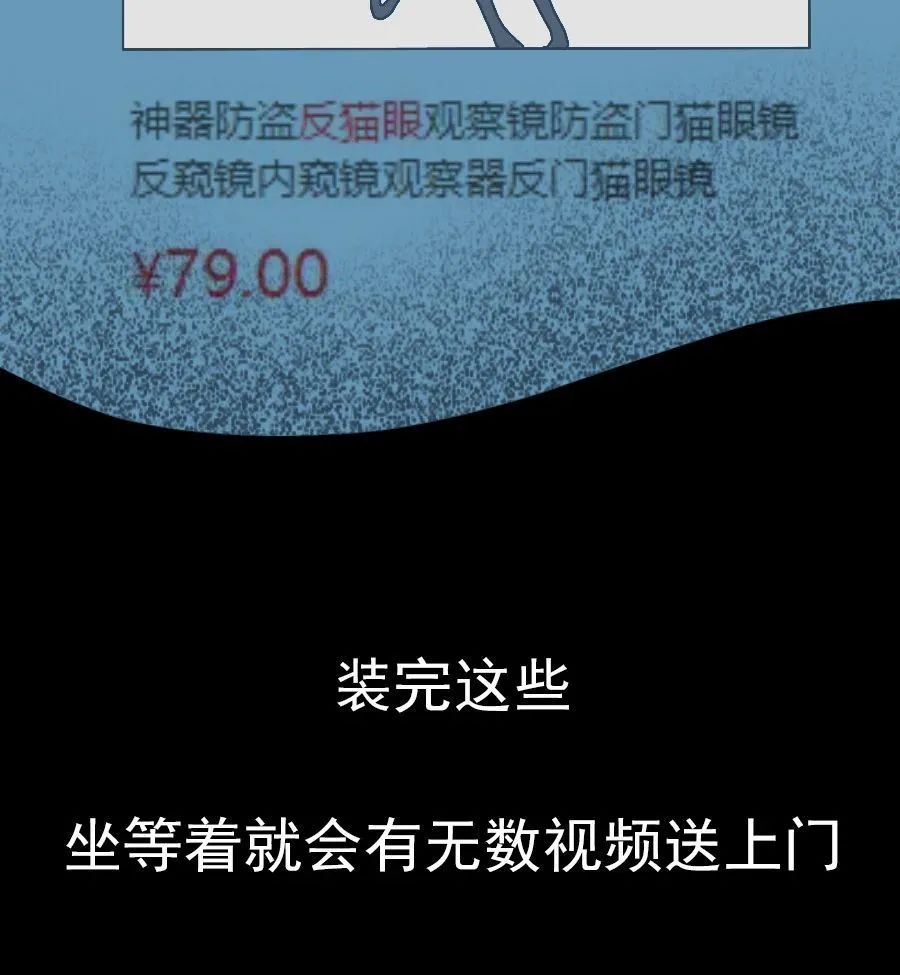 神器防盗反猫眼观察镜防盗门猫眼镜
反窥镜内窥镜观察器反门猫眼镜
¥79.00
装完这些
坐等着就会有无数视频送上门